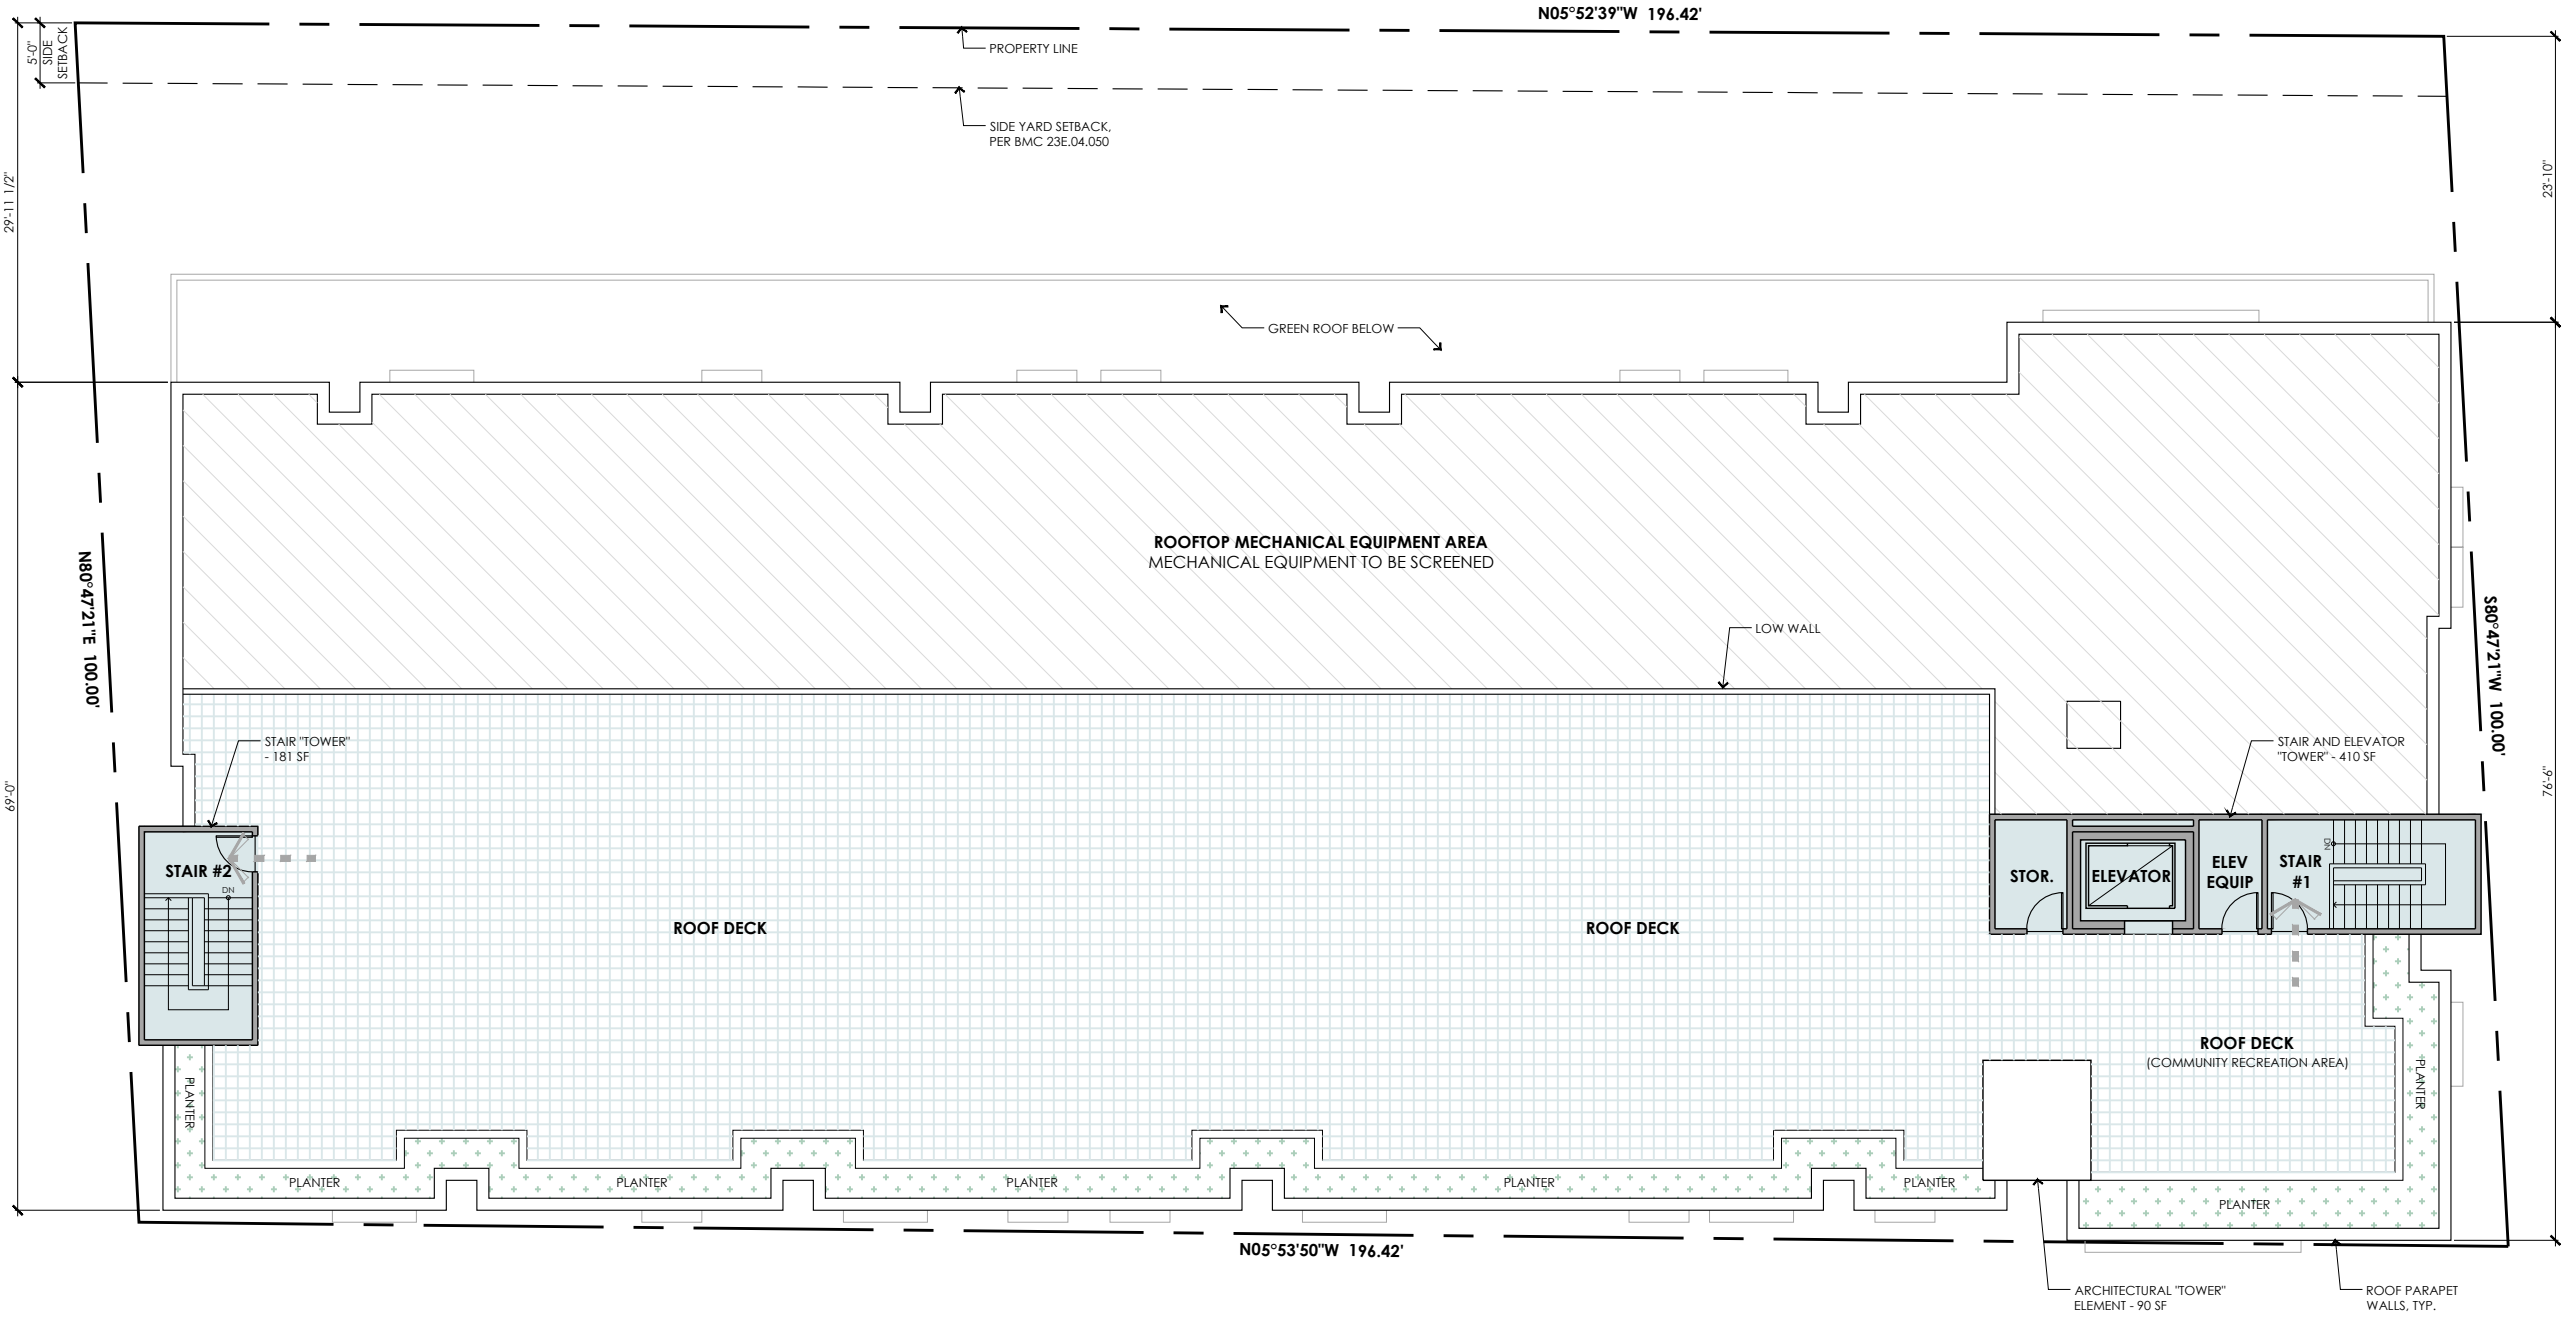 N05°52'39"W 196.42'
5'-0"
SIDE
SETBACK
PROPERTY LINE
SIDE YARD SETBACK,
PER BMC 23E.04.050
29'-11 1/2"
23'-10"
GREEN ROOF BELOW
ROOFTOP MECHANICAL EQUIPMENT AREA
MECHANICAL EQUIPMENT TO BE SCREENED
N80°47'21"E 100.00'
S80°47'21"W 100.00'
LOW WALL
STAIR "TOWER"
- 181 SF
STAIR AND ELEVATOR
"TOWER" - 410 SF
69'-0"
76'-6"
STAIR #2
DN
STOR.
ELEVATOR
ELEV
EQUIP
STAIR
#1
DN
ROOF DECK
ROOF DECK
ROOF DECK
(COMMUNITY RECREATION AREA)
PLANTER
PLANTER
PLANTER
PLANTER
PLANTER
PLANTER
PLANTER
PLANTER
N05°53'50"W 196.42'
ARCHITECTURAL "TOWER"
ELEMENT - 90 SF
ROOF PARAPET
WALLS, TYP.